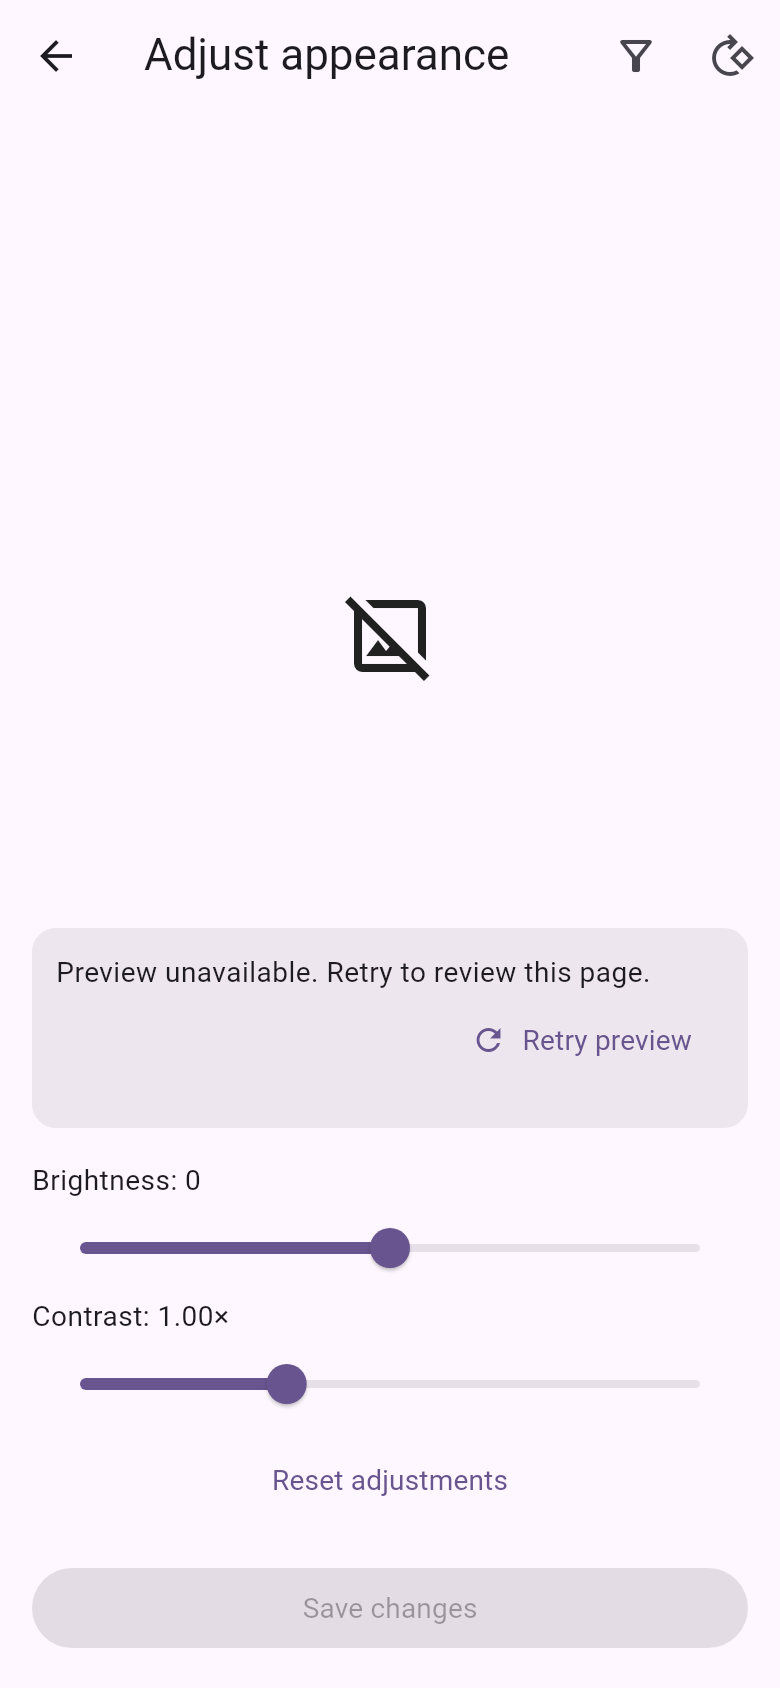 Adjust appearance
Preview unavailable. Retry to review this page.
Retry preview
Brightness: 0
Contrast: 1.00×
Reset adjustments
Save changes